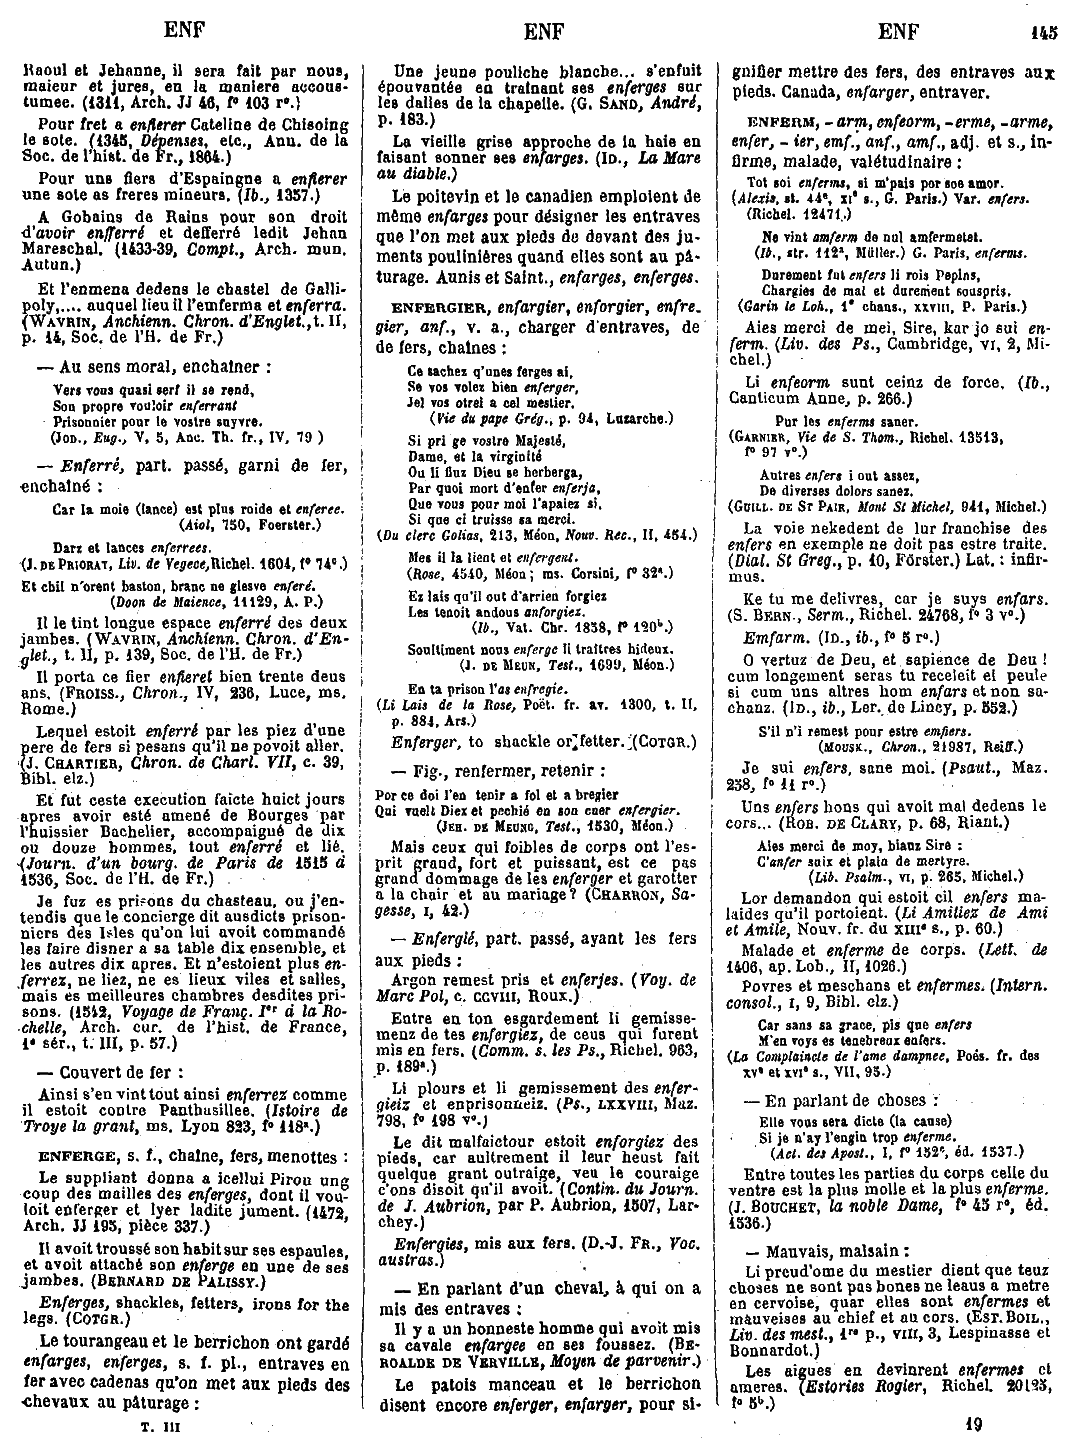 ENF
ENF
ENF
145
Raoul et Jehanne, il sera fait par nous,
maieur et jures, en la maniere accous-
tumee. (1311, Arch. JJ 46, f° 103 r°.)
Pour fret a enfierer Cateline de Chisoing
le sote. (1345, Dépenses, etc., Ann. de la
Soc. de l'hist. de Fr., 1864.)
Pour uns fiers d'Espaingne a enfierer
une sote as freres mineurs. (Ib., 1357.)
A Gobains de Rains pour son droit
d'avoir enfferré et defferré ledit Jehan
Mareschal. (1433-39, Compt., Arch. mun.
Autun.)
Et l'enmena dedens le chastel de Galli-
poly,.... auquel lieu il l'emferma et enferra.
(WAVRIN, Anchienn. Chron. d'Englet., t. II,
p. 14, Soc. de l'H. de Fr.)
— Au sens moral, enchaîner :
Vers vous quasi serf il se rend,
Son propre vouloir enferrant
Prisonnier pour le vostre suyvre.
(JOD., Eug., V, 5, Anc. Th. fr., IV, 79 )
— Enferré, part. passé, garni de fer,
enchaîné :
Car la moie (lance) est plus roide et enferee.
(Aiol, 750, Foerster.)
Darz et lances enferrees.
(J. DE PRIORAT, Liv. de Vegece, Richel. 1604, f° 74c.)
Et chil n'orent baston, branc ne glesve enferé.
(Doon de Maience, 11129, A. P.)
Il le tint longue espace enferré des deux
jambes. (WAVRIN, Anchienn. Chron. d'En-
glet., t. II, p. 139, Soc. de l'H. de Fr.)
Il porta ce fier enfieret bien trente deus
ans. (FROISS., Chron., IV, 236, Luce, ms.
Rome.)
Lequel estoit enferré par les piez d'une
pere de fers si pesans qu'il ne povoit aller.
(J. CHARTIER, Chron. de Charl. VII, c. 39,
Bibl. elz.)
Et fut ceste execution faicte huict jours
apres avoir esté amené de Bourges par
l'huissier Bachelier, accompaigué de dix
ou douze hommes, tout enferré et lié.
(Journ. d'un bourg. de Paris de 1515 à
1536, Soc. de l'H. de Fr.)
Je fuz es prisons du chasteau, ou j'en-
tendis que le concierge dit ausdicts prison-
niers des Isles qu'on lui avoit commandé
les faire disner a sa table dix ensemble, et
les autres dix apres. Et n'estoient plus en-
ferrez, ne liez, ne es lieux viles et salles,
mais es meilleures chambres desdites pri-
sons. (1542, Voyage de Franç. Ier à la Ro-
chelle, Arch. cur. de l'hist. de France,
1e sér., t. III, p. 57.)
— Couvert de fer :
Ainsi s'en vint tout ainsi enferrez comme
il estoit contre Panthasillee. (Istoire de
Troye la grant, ms. Lyon 823, f° 118a.)
ENFERGE, s. f., chaîne, fers, menottes :
Le suppliant donna a icellui Pirou ung
coup des mailles des enferges, dont il vou-
loit enferger et lyer ladite jument. (1472,
Arch. JJ 195, pièce 337.)
Il avoit troussé son habit sur ses espaules,
et avoit attaché son enferge en une de ses
jambes. (BERNARD DE PALISSY.)
Enferges, shackles, fetters, irons for the
legs. (COTGR.)
Le tourangeau et le berrichon ont gardé
enfarges, enferges, s. f. pl., entraves en
fer avec cadenas qu'on met aux pieds des
chevaux au pâturage :
T. III
Une jeune pouliche blanche... s'enfuit
épouvantée en traînant ses enferges sur
les dalles de la chapelle. (G. SAND, André,
p. 183.)
La vieille grise approche de la haie en
faisant sonner ses enfarges. (ID., La Mare
au diable.)
Le poitevin et le canadien emploient de
même enfarges pour désigner les entraves
que l'on met aux pieds de devant des ju-
ments poulinières quand elles sont au pâ-
turage. Aunis et Saint., enfarges, enferges.
ENFERGIER, enfargier, enforgier, enfre-
gier, anf., v. a., charger d'entraves, de
de fers, chaînes :
Ce sachez q'unes ferges ai,
Se vos volez bien enferger,
Jel vos otrei a cel mestier.
(Vie du pape Grég., p. 94, Luzarche.)
Si pri ge vostre Majesté,
Dame, et la virginité
Ou li fiuz Dieu se herberga,
Par quoi mort d'enfer enferja,
Que vous pour moi l'apaiez si,
Si que ci truisse sa merci.
(Du clerc Golias, 213, Méon, Nouv. Rec., II, 454.)
Mes il la lient et enfergent.
(Rose, 4540, Méon ; ms. Corsini, f° 32a.)
Ez lais qu'il out d'arrien forgiez
Les tenoit andous anforgiez.
(Ib., Vat. Chr. 1858, f° 120b.)
Soultiment nous enferge li traîtres hideux.
(J. DE MEUN, Test., 1699, Méon.)
En ta prison l'as enfregie.
(Li Lais de la Rose, Poët. fr. av. 1300, t. II,
p. 884, Ars.)
Enferger, to shackle or fetter. (COTGR.)
— Fig., renfermer, retenir :
Por ce doi l'en tenir a fol et a bregier
Qui vuelt Diex et pechié en son cuer enfergier.
(JEH. DE MEUNG, Test., 1530, Méon.)
Mais ceux qui foibles de corps ont l'es-
prit grand, fort et puissant, est ce pas
grand dommage de les enferger et garotter
a la chair et au mariage? (CHARRON, Sa-
gesse, I, 42.)
— Enfergié, part. passé, ayant les fers
aux pieds :
Argon remest pris et enferjes. (Voy. de
Marc Pol, c. CCVIII, Roux.)
Entre en ton esgardement li gemisse-
menz de tes enfergiez, de ceus qui furent
mis en fers. (Comm. s. les Ps., Richel. 963,
p. 189a.)
Li plours et li gemissement des enfer-
gieiz et enprisonneiz. (Ps., LXXVIII, Maz.
798, f° 198 v°.)
Le dit malfaictour estoit enforgiez des
pieds, car aultrement il leur heust fait
quelque grant outraige, veu le couraige
c'ons disoit qu'il avoit. (Contin. du Journ.
de J. Aubrion, par P. Aubrion, 1507, Lar-
chey.)
Enfergies, mis aux fers. (D.-J. FR., Voc.
austras.)
— En parlant d'un cheval, à qui on a
mis des entraves :
Il y a un honneste homme qui avoit mis
sa cavale enfargee en ses foussez. (BE-
ROALDE DE VERVILLE, Moyen de parvenir.)
Le patois manceau et le berrichon
disent encore enferger, enfarger, pour si-
gnifier mettre des fers, des entraves aux
pieds. Canada, enfarger, entraver.
ENFERM, - arm, enfeorm, -erme, -arme,
enfer, - ier, emf., anf., amf., adj. et s., in-
firme, malade, valétudinaire :
Tot soi enferms, si m'pais por soe amor.
(Alexis, st. 44e, XIe s., G. Paris.) Var. enfers.
(Richel. 12471.)
Ne vint amferm de nul amfermetet.
(Ib., str. 112a, Müller.) G. Paris, enferms.
Durement fut enfers li rois Pepins,
Chargies de mal et durement souspris.
(Garin le Loh., 1e chans., XXVIII, P. Paris.)
Aies merci de mei, Sire, kar jo sui en-
ferm. (Liv. des Ps., Cambridge, VI, 2, Mi-
chel.)
Li enfeorm sunt ceinz de force. (Ib.,
Canticum Anne, p. 266.)
Pur les enferms saner.
(GARNIER, Vie de S. Thom., Richel. 13513,
f° 97 v°.)
Autres enfers i out assez,
De diverses dolors sanez.
(GUILL. DE ST PAIR, Mont St Michel, 941, Michel.)
La voie nekedent de lur franchise des
enfers en exemple ne doit pas estre traite.
(Dial. St Greg., p. 10, Förster.) Lat. : infir-
mus.
Ke tu me delivres, car je suys enfars.
(S. BERN., Serm., Richel. 24768, f° 3 v°.)
Emfarm. (ID., ib., f° 5 r°.)
O vertuz de Deu, et sapience de Deu !
cum longement seras tu receleit et peule
si cum uns altres hom enfars et non sa-
chanz. (ID., ib., Ler. de Lincy, p. 552.)
S'il n'i remest pour estre emfiers.
(MOUSK., Chron., 21987, Reiff.)
Je sui enfers, sane moi. (Psaut., Maz.
258, f° 11 r°.)
Uns enfers hons qui avoit mal dedens le
cors... (ROB. DE CLARY, p. 68, Riant.)
Aies merci de moy, bianz Sire :
C'anfer suix et plain de mertyre.
(Lib. Psalm., VI, p. 265, Michel.)
Lor demandon qui estoit cil enfers ma-
laides qu'il portoient. (Li Amitiez de Ami
et Amile, Nouv. fr. du XIIIe s., p. 60.)
Malade et enferme de corps. (Lett. de
1406, ap. Lob., II, 1026.)
Povres et meschans et enfermes. (Intern.
consol., I, 9, Bibl. elz.)
Car sans sa grace, pis que enfers
M'en voys es tenebreux enfers.
(La Complaincte de l'ame dampnee, Poés. fr. des
XVe et XVIe s., VII, 95.)
— En parlant de choses :
Elle vous sera dicte (la cause)
Si je n'ay l'engin trop enferme.
(Act. des Apost., I, f° 152c, éd. 1537.)
Entre toutes les parties du corps celle du
ventre est la plus molle et la plus enferme.
(J. BOUCHET, la noble Dame, f° 45 r°, éd.
1536.)
— Mauvais, malsain :
Li preud'ome du mestier dient que teuz
choses ne sont pas bones ne leaus a metre
en cervoise, quar elles sont enfermes et
mauveises au chief et au cors. (EST. BOIL.,
Liv. des mest., 1re p., VIII, 3, Lespinasse et
Bonnardot.)
Les aigues en devinrent enfermes et
ameres. (Estories Rogier, Richel. 20125,
f° 5b.)
19